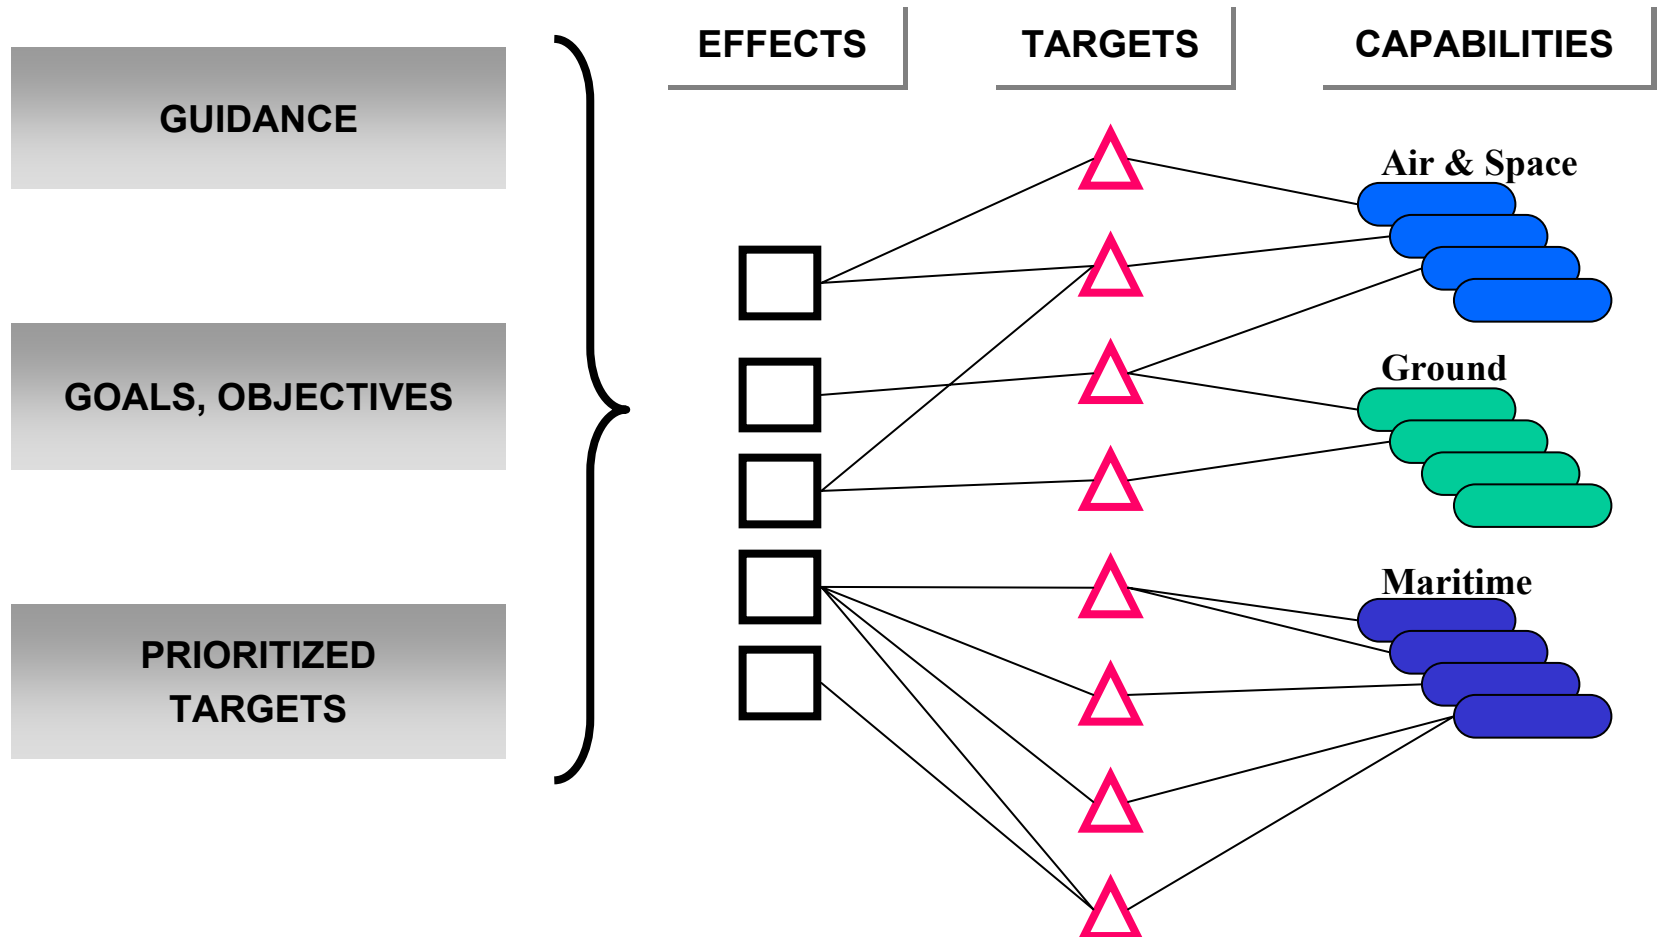 GUIDANCE
GOALS, OBJECTIVES
PRIORITIZED
TARGETS
EFFECTS
TARGETS
CAPABILITIES
Air & Space
Ground
Maritime